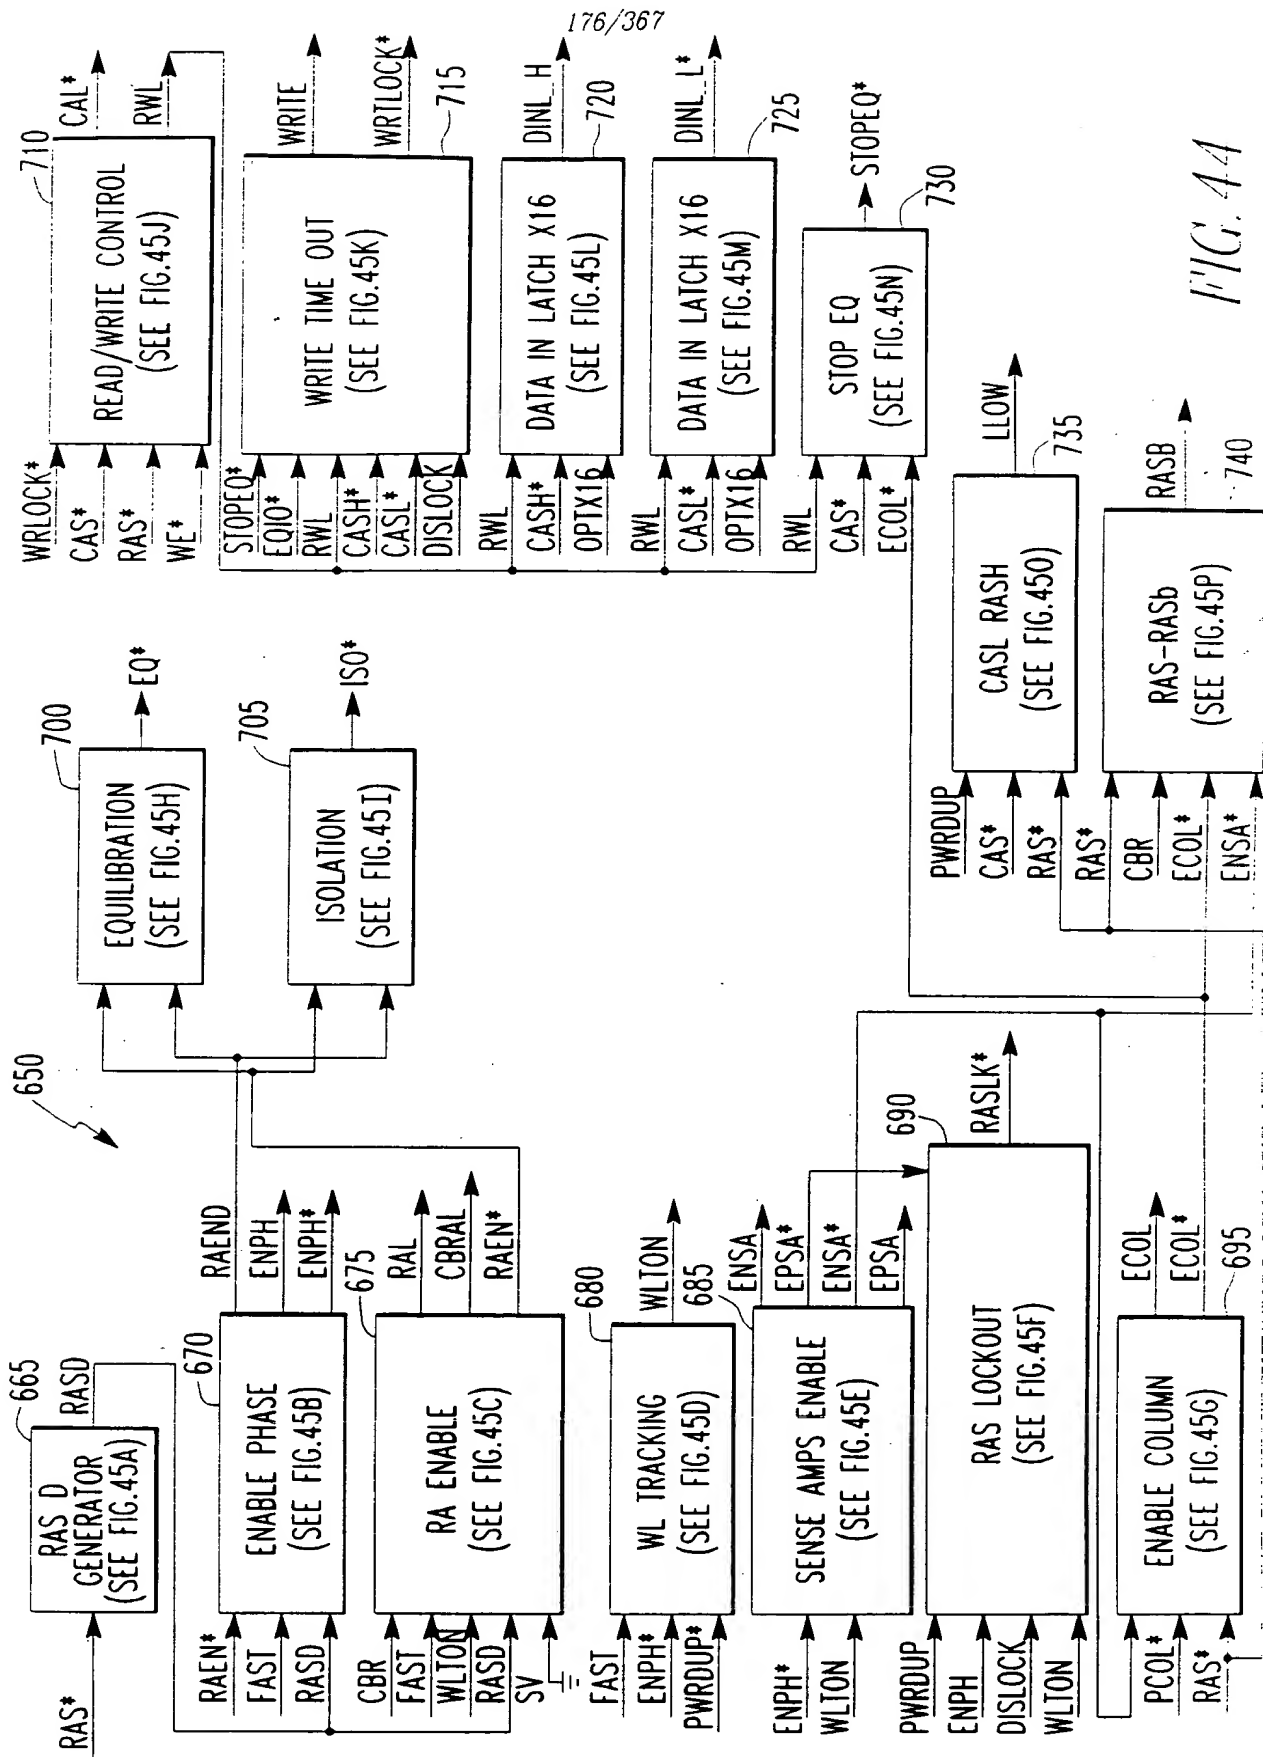 176/367
FIG. 44
650
RAS*
RAS D
GENERATOR
(SEE FIG.45A)
665
RASD
RAEN*
FAST
RASD
ENABLE PHASE
(SEE FIG.45B)
670
RAEND
ENPH
ENPH*
CBR
FAST
WLTON
RASD
SV
RA ENABLE
(SEE FIG.45C)
675
RAL
CBRAL
RAEN*
FAST
ENPH*
PWRDUP*
WL TRACKING
(SEE FIG.45D)
680
WLTON
ENPH*
WLTON
SENSE AMPS ENABLE
(SEE FIG.45E)
685
ENSA
EPSA*
ENSA*
EPSA
PWRDUP
ENPH
DISLOCK
WLTON
RAS LOCKOUT
(SEE FIG.45F)
690
RASLK*
PCOL*
RAS*
ENABLE COLUMN
(SEE FIG.45G)
695
ECOL
ECOL*
EQUILIBRATION
(SEE FIG.45H)
700
EQ*
ISOLATION
(SEE FIG.45I)
705
ISO*
WRLOCK*
CAS*
RAS*
WE*
READ/WRITE CONTROL
(SEE FIG.45J)
710
CAL*
RWL
STOPEQ*
EQIO*
RWL
CASH*
CASL*
DISLOCK
WRITE TIME OUT
(SEE FIG.45K)
WRITE
WRTLOCK*
715
RWL
CASH*
OPTX16
DATA IN LATCH X16
(SEE FIG.45L)
DINL_H
720
RWL
CASL*
OPTX16
DATA IN LATCH X16
(SEE FIG.45M)
DINL_L*
725
RWL
CAS*
ECOL*
STOP EQ
(SEE FIG.45N)
STOPEQ*
730
PWRDUP
CAS*
RAS*
CASL RASH
(SEE FIG.45O)
LLOW
735
RAS*
CBR
ECOL*
ENSA*
RAS-RASb
(SEE FIG.45P)
RASB
740